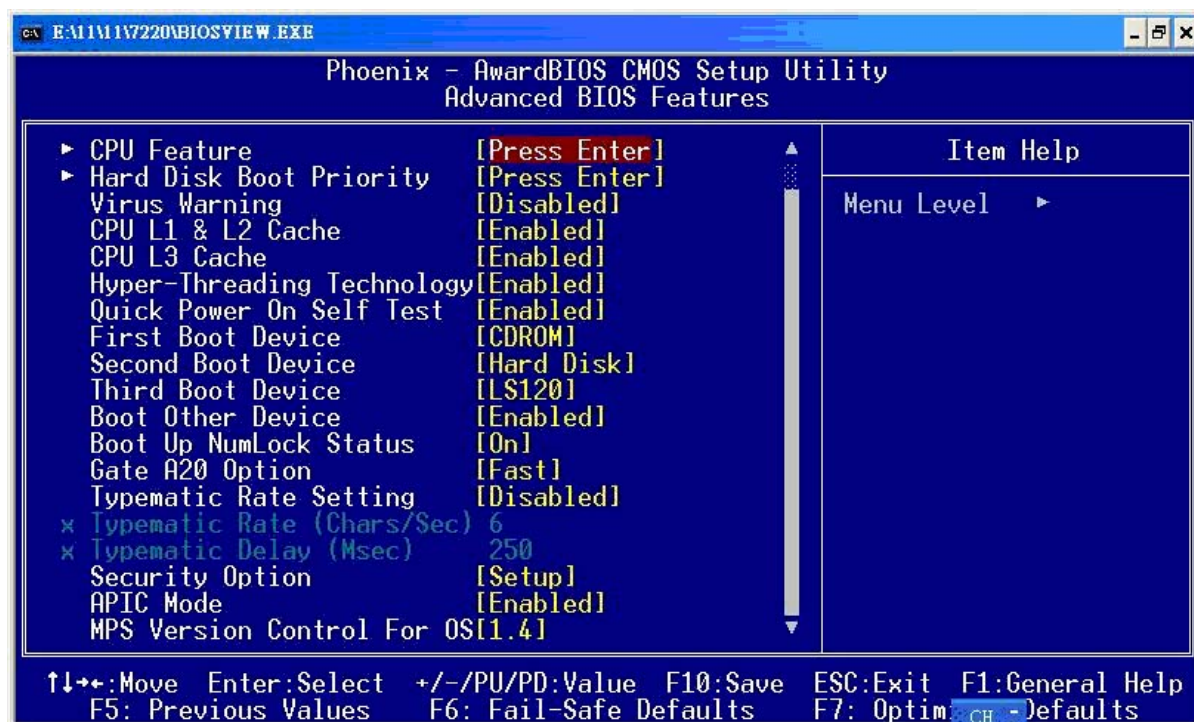 E:\11\11\7220\BIOSVIEW.EXE
Phoenix - AwardBIOS CMOS Setup Utility
Advanced BIOS Features
► CPU Feature [Press Enter]
► Hard Disk Boot Priority [Press Enter]
Virus Warning [Disabled]
CPU L1 & L2 Cache [Enabled]
CPU L3 Cache [Enabled]
Hyper-Threading Technology[Enabled]
Quick Power On Self Test [Enabled]
First Boot Device [CDROM]
Second Boot Device [Hard Disk]
Third Boot Device [LS120]
Boot Other Device [Enabled]
Boot Up NumLock Status [On]
Gate A20 Option [Fast]
Typematic Rate Setting [Disabled]
x Typematic Rate (Chars/Sec) 6
x Typematic Delay (Msec) 250
Security Option [Setup]
APIC Mode [Enabled]
MPS Version Control For OS[1.4]
Item Help
Menu Level ►
↑↓→←:Move Enter:Select +/-/PU/PD:Value F10:Save ESC:Exit F1:General Help
F5: Previous Values F6: Fail-Safe Defaults F7: Optim Defaults
CH